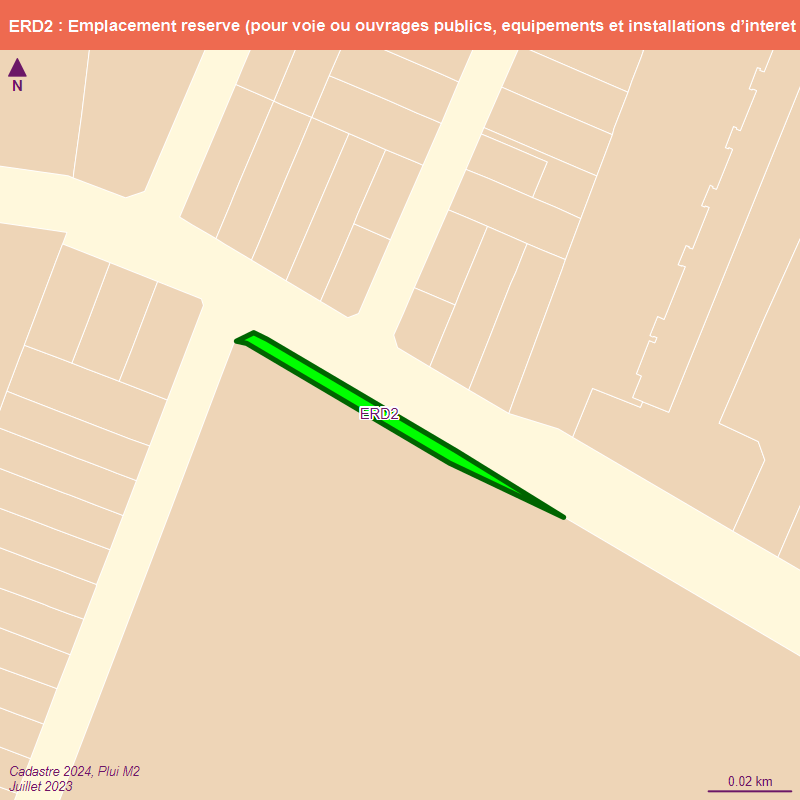 ERD2 : Emplacement reserve (pour voie ou ouvrages publics, equipements et installations d’interet
N
ERD2
Cadastre 2024, Plui M2
Juillet 2023
0.02 km